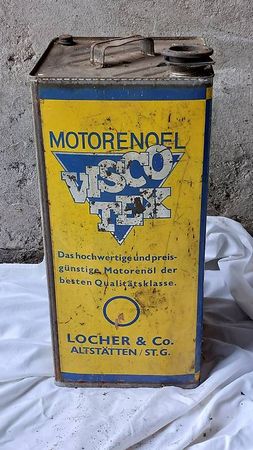 MOTORENOEL
VISCO
TEX
Das hochwertige und preis-
günstige Motorenöl der
besten Qualitätsklasse.
LOCHER & Co.
ALTSTÄTTEN/ST.G.